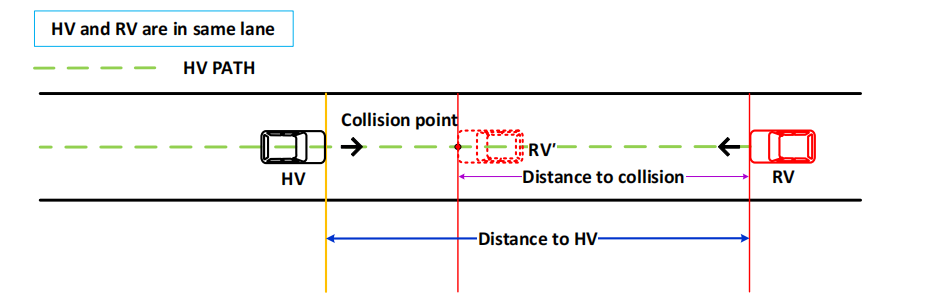 HV and RV are in same lane
HV PATH
Collision point
HV
RV′
Distance to collision
RV
Distance to HV